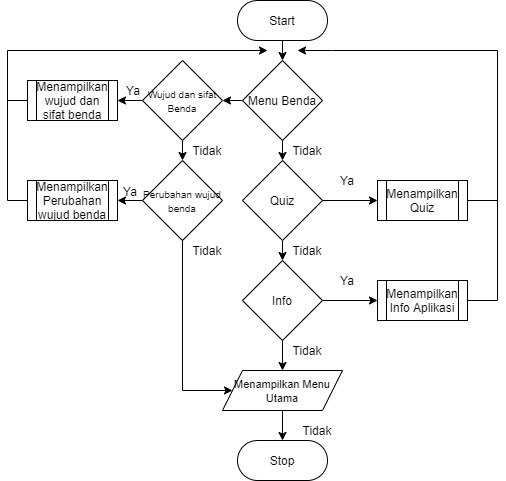 Start
Menampilkan
wujud dan
sifat benda
Ya
Wujud dan sifat
Benda
Menu Benda
Tidak
Tidak
Menampilkan
Perubahan
wujud benda
Ya
Perubahan wujud
benda
Quiz
Ya
Menampilkan
Quiz
Tidak
Tidak
Info
Ya
Menampilkan
Info Aplikasi
Tidak
Menampilkan Menu
Utama
Tidak
Stop